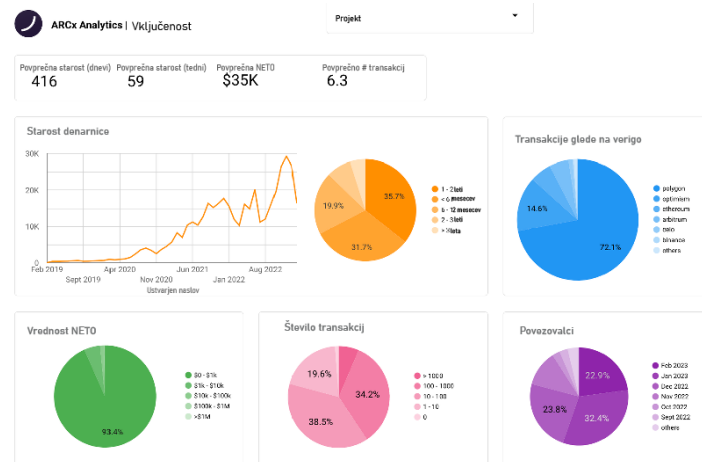 ARCx Analytics | Vključenost
Projekt
Povprečna starost (dnevi)
416
Povprečna starost (tedni)
59
Povprečna NETO
$35K
Povprečno # transakcij
6.3
Starost denarnice
30K
20K
10K
0
Feb 2019
Sept 2019
Apr 2020
Nov 2020
Jun 2021
Jan 2022
Aug 2022
Ustvarjen naslov
35.7%
31.7%
19.9%
1 - 2 leti
< 6 mesecev
6 - 12 mesecev
2 - 3 leti
Transakcije glede na verigo
72.1%
14.6%
polygon
optimism
ethereum
arbitrum
binance
others
Vrednost NETO
93.4%
$0 - $1k
$1k - $10k
$10k - $100k
$100k - $1M
>$1M
Število transakcij
34.2%
38.5%
19.6%
> 1000
100 - 1000
10 - 100
1 - 10
0
Povezovalci
22.9%
32.4%
23.8%
Feb 2023
Jan 2023
Dec 2022
Nov 2022
Oct 2022
Sept 2022
others